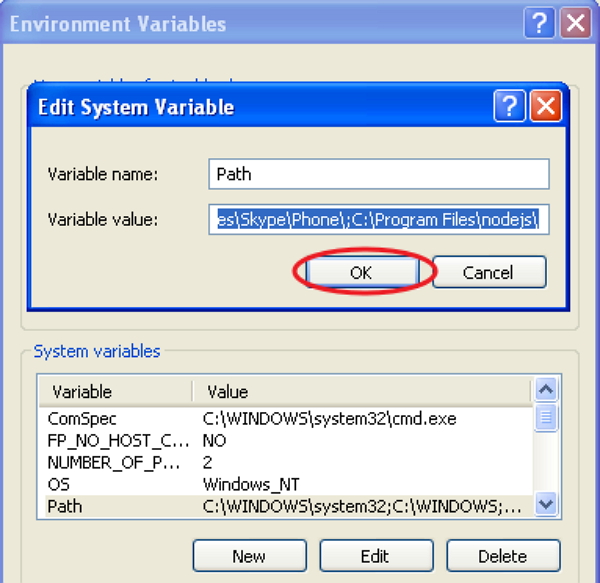 Environment Variables
Edit System Variable
Variable name:
Path
Variable value:
es\Skype\Phone\;C:\Program Files\nodejs\
OK
Cancel
System variables
Variable Value
ComSpec C:\WINDOWS\system32\cmd.exe
FP_NO_HOST_C... NO
NUMBER_OF_P... 2
OS Windows_NT
Path C:\WINDOWS\system32;C:\WINDOWS;...
New Edit Delete